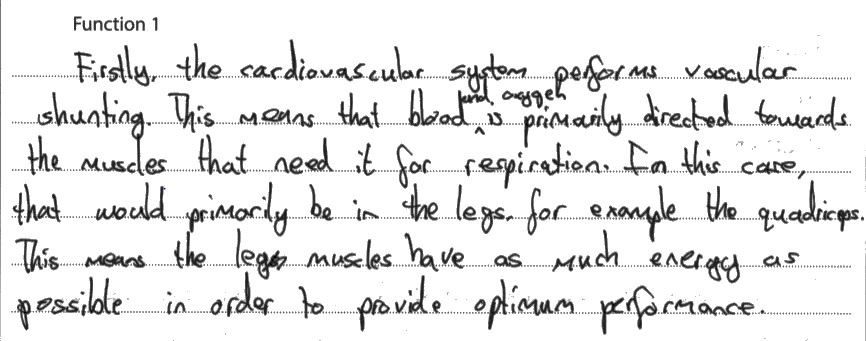 Function 1
Firstly, the cardiovascular system performs vascular
shunting. This means that blood and oxygen is primarily directed towards
the muscles that need it for respiration. In this case,
that would primarily be in the legs, for example the quadriceps.
This means the legs muscles have as much energy as
possible in order to provide optimum performance.